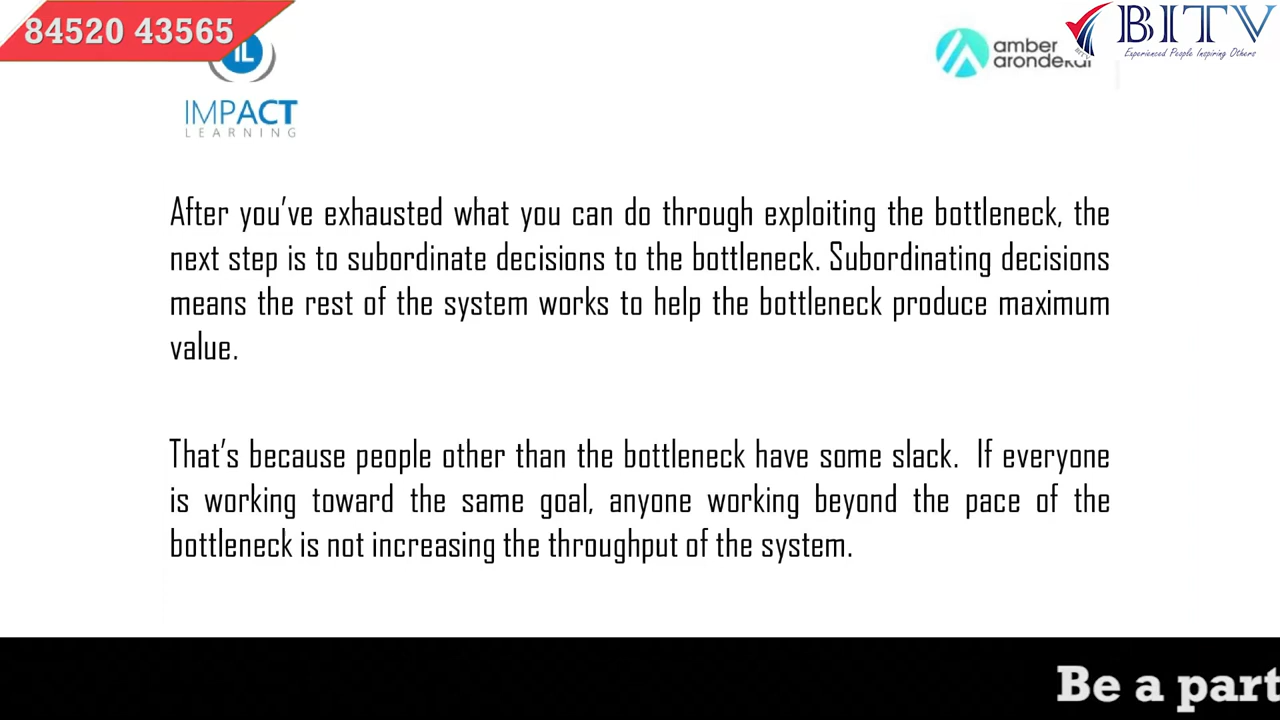 84520 43565
IL
IMPACT
LEARNING
amber
arondekar
BITV
Experienced People Inspiring Others
After you've exhausted what you can do through exploiting the bottleneck, the
next step is to subordinate decisions to the bottleneck. Subordinating decisions
means the rest of the system works to help the bottleneck produce maximum
value.
That's because people other than the bottleneck have some slack. If everyone
is working toward the same goal, anyone working beyond the pace of the
bottleneck is not increasing the throughput of the system.
Be a part